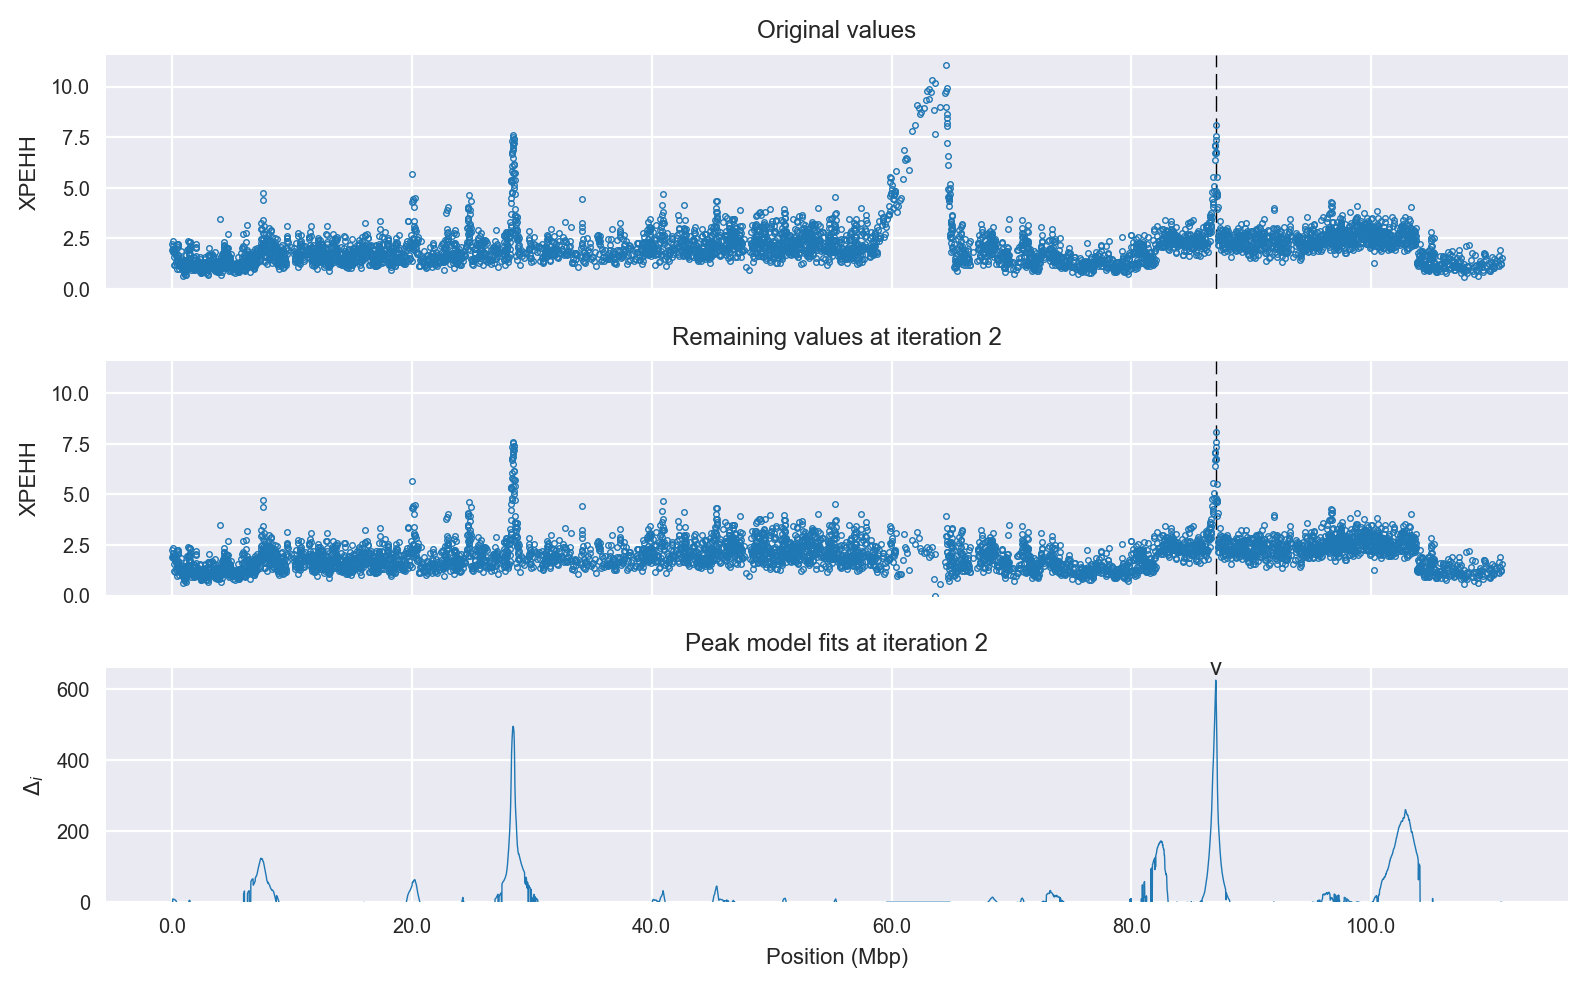 Original values
10.0
7.5
5.0
2.5
0.0
XPEHH
Remaining values at iteration 2
10.0
7.5
5.0
2.5
0.0
XPEHH
Peak model fits at iteration 2
v
600
400
200
0
Δi
0.0 20.0 40.0 60.0 80.0 100.0
Position (Mbp)